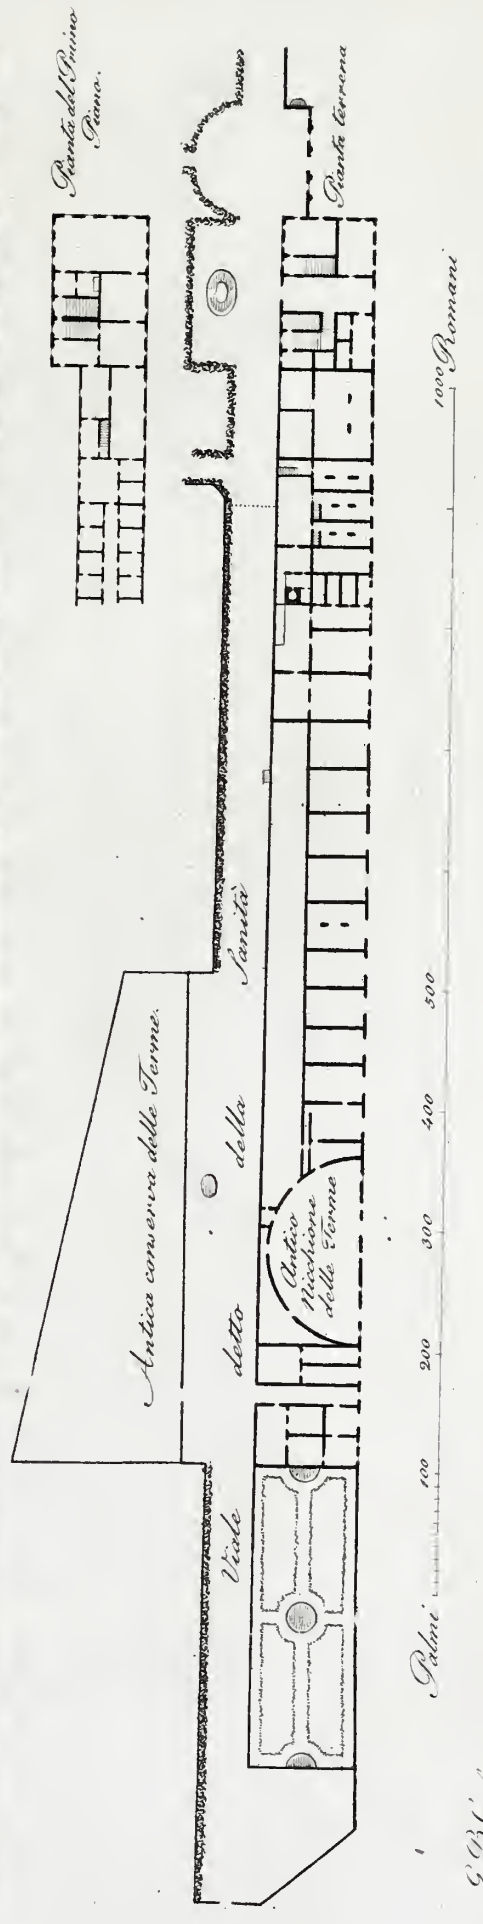 Pianta del Primo
Piano.
Pianta terrena
Antica conserva delle Terme.
Viale detto della Sanità
Antico
Nicchione
delle Terme
Palmi 100 200 300 400 500 1000 Romani